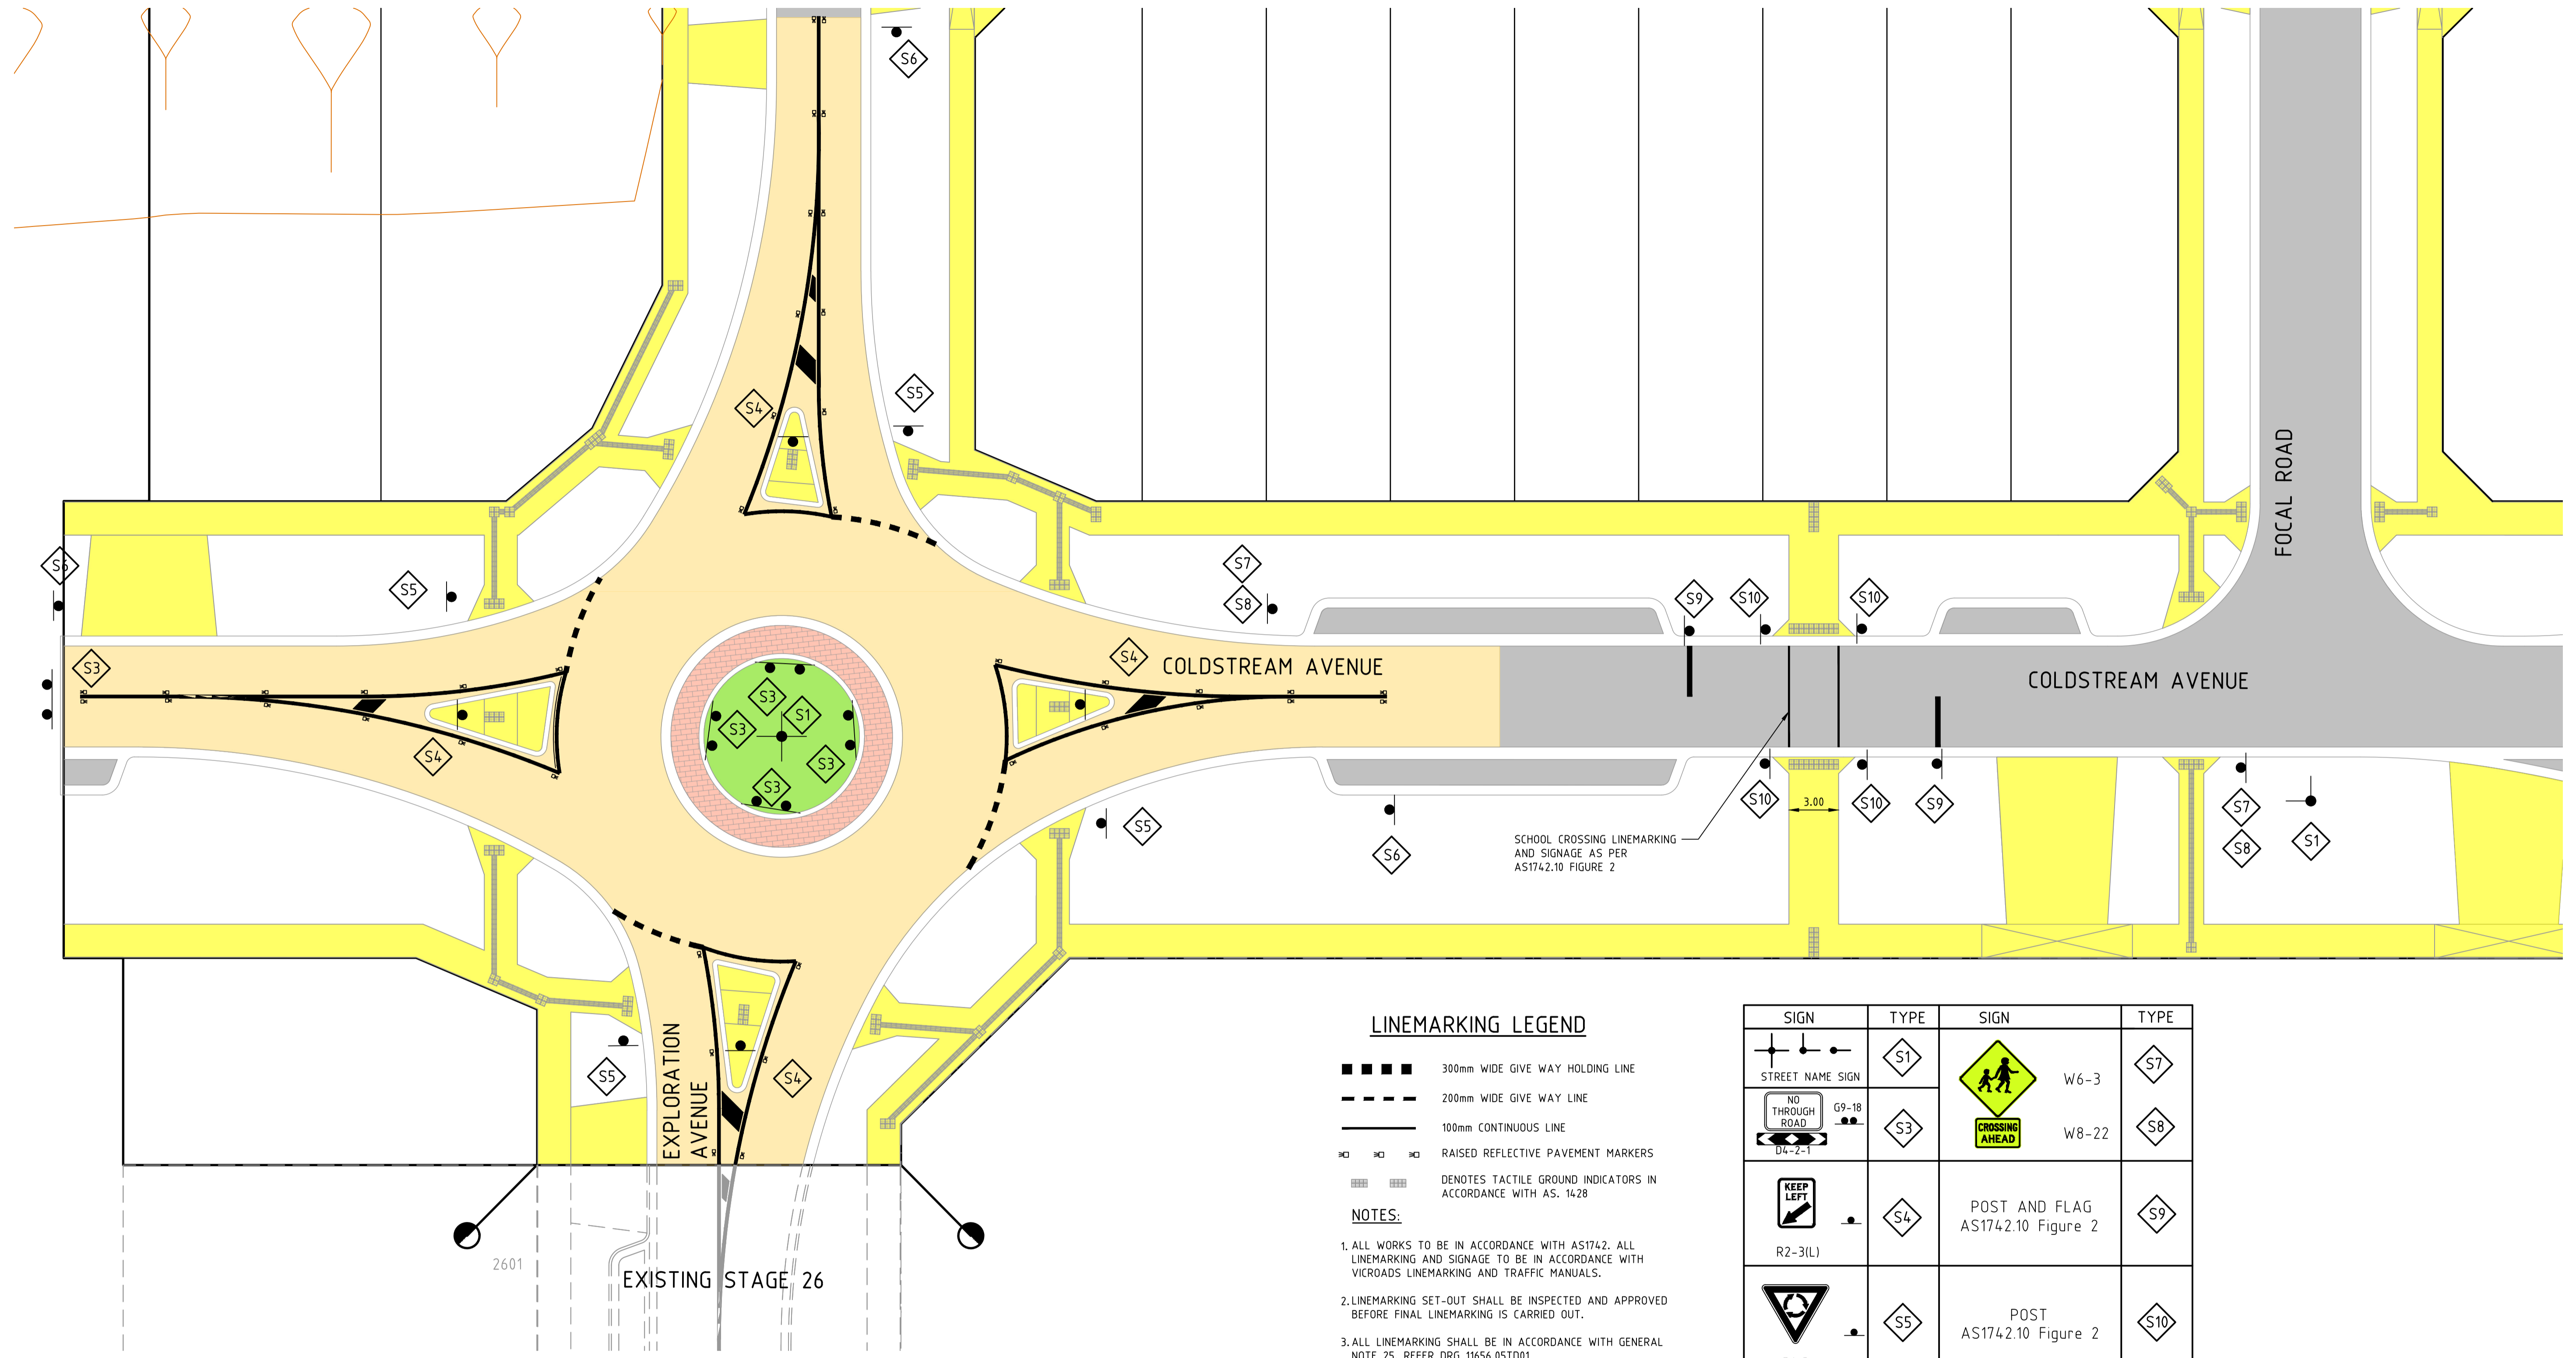 S6
S4
S5
S6
S5
S7
S8
S9
S10
S10
FOCAL ROAD
S3
S4
COLDSTREAM AVENUE
COLDSTREAM AVENUE
S3
S1
S3
S3
S3
S4
S5
S6
S10
3.00
S10
S9
S7
S8
S1
SCHOOL CROSSING LINEMARKING
AND SIGNAGE AS PER
AS1742.10 FIGURE 2
S5
EXPLORATION
AVENUE
S4
2601
EXISTING STAGE 26
LINEMARKING LEGEND
300mm WIDE GIVE WAY HOLDING LINE
200mm WIDE GIVE WAY LINE
100mm CONTINUOUS LINE
RAISED REFLECTIVE PAVEMENT MARKERS
DENOTES TACTILE GROUND INDICATORS IN
ACCORDANCE WITH AS. 1428
NOTES:
1. ALL WORKS TO BE IN ACCORDANCE WITH AS1742. ALL
LINEMARKING AND SIGNAGE TO BE IN ACCORDANCE WITH
VICROADS LINEMARKING AND TRAFFIC MANUALS.
2. LINEMARKING SET-OUT SHALL BE INSPECTED AND APPROVED
BEFORE FINAL LINEMARKING IS CARRIED OUT.
3. ALL LINEMARKING SHALL BE IN ACCORDANCE WITH GENERAL
NOTE 25. REFER DRG 11656.05TD01
SIGN TYPE SIGN TYPE
STREET NAME SIGN
S1
NO
THROUGH
ROAD
G9-18
D4-2-1
S3
KEEP
LEFT
R2-3(L)
S4
S5
W6-3
S7
CROSSING
AHEAD
W8-22
S8
POST AND FLAG
AS1742.10 Figure 2
S9
POST
AS1742.10 Figure 2
S10